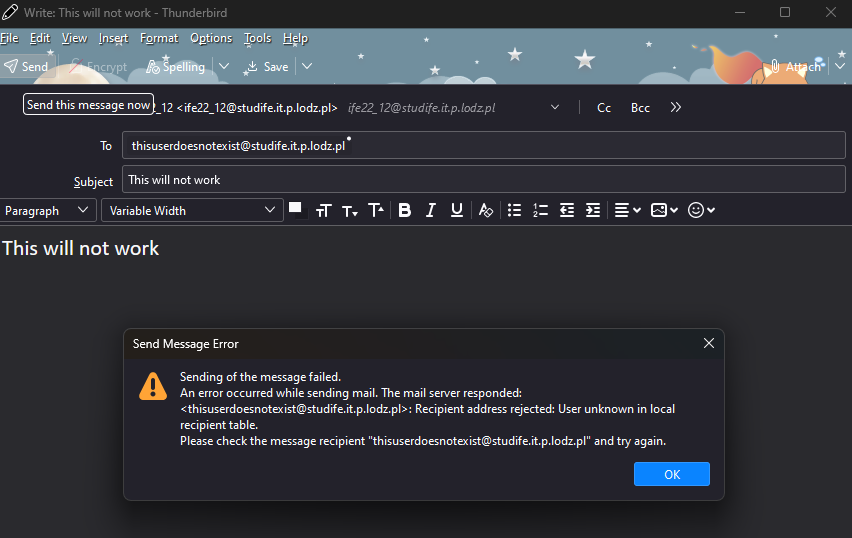 Write: This will not work - Thunderbird
File Edit View Insert Format Options Tools Help
Send Encrypt Spelling Save Attach
Send this message now _12 <ife22_12@studife.it.p.lodz.pl> ife22_12@studife.it.p.lodz.pl Cc Bcc
To thisuserdoesnotexist@studife.it.p.lodz.pl
Subject This will not work
Paragraph Variable Width
This will not work
Send Message Error
Sending of the message failed.
An error occurred while sending mail. The mail server responded:
<thisuserdoesnotexist@studife.it.p.lodz.pl>: Recipient address rejected: User unknown in local
recipient table.
Please check the message recipient "thisuserdoesnotexist@studife.it.p.lodz.pl" and try again.
OK